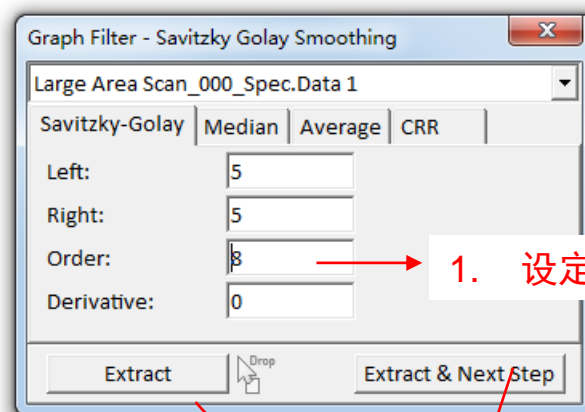 Graph Filter - Savitzky Golay Smoothing
Large Area Scan_000_Spec.Data 1
Savitzky-Golay Median Average CRR
Left: 5
Right: 5
Order: 8
1. 设定
Derivative: 0
Extract Drop Extract & Next Step